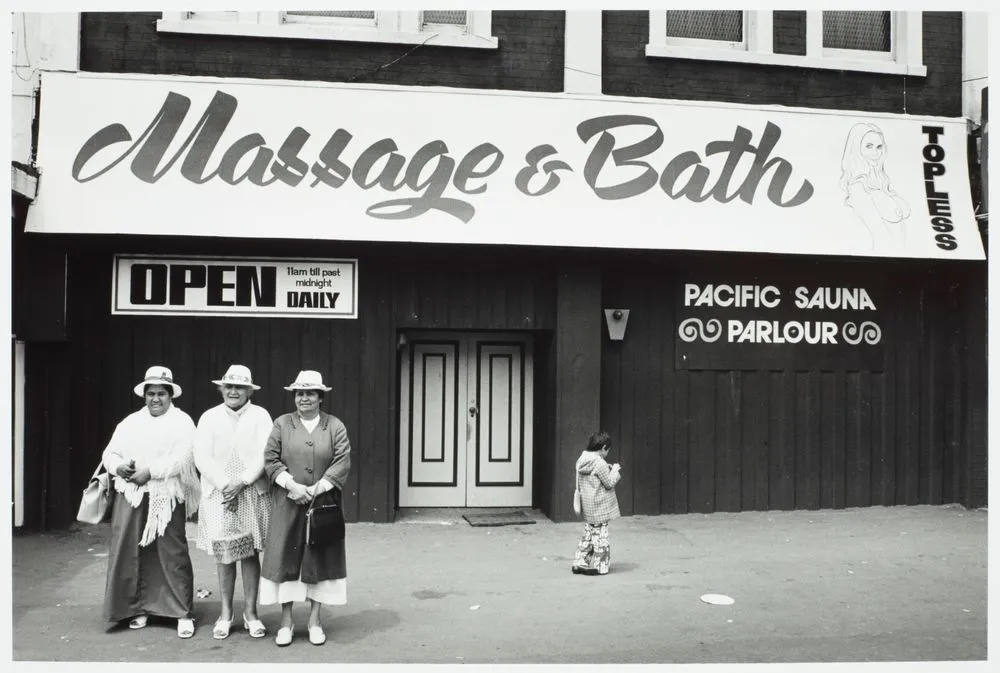 Massage & Bath
TOPLESS
OPEN
11am till past
midnight
DAILY
PACIFIC SAUNA
PARLOUR